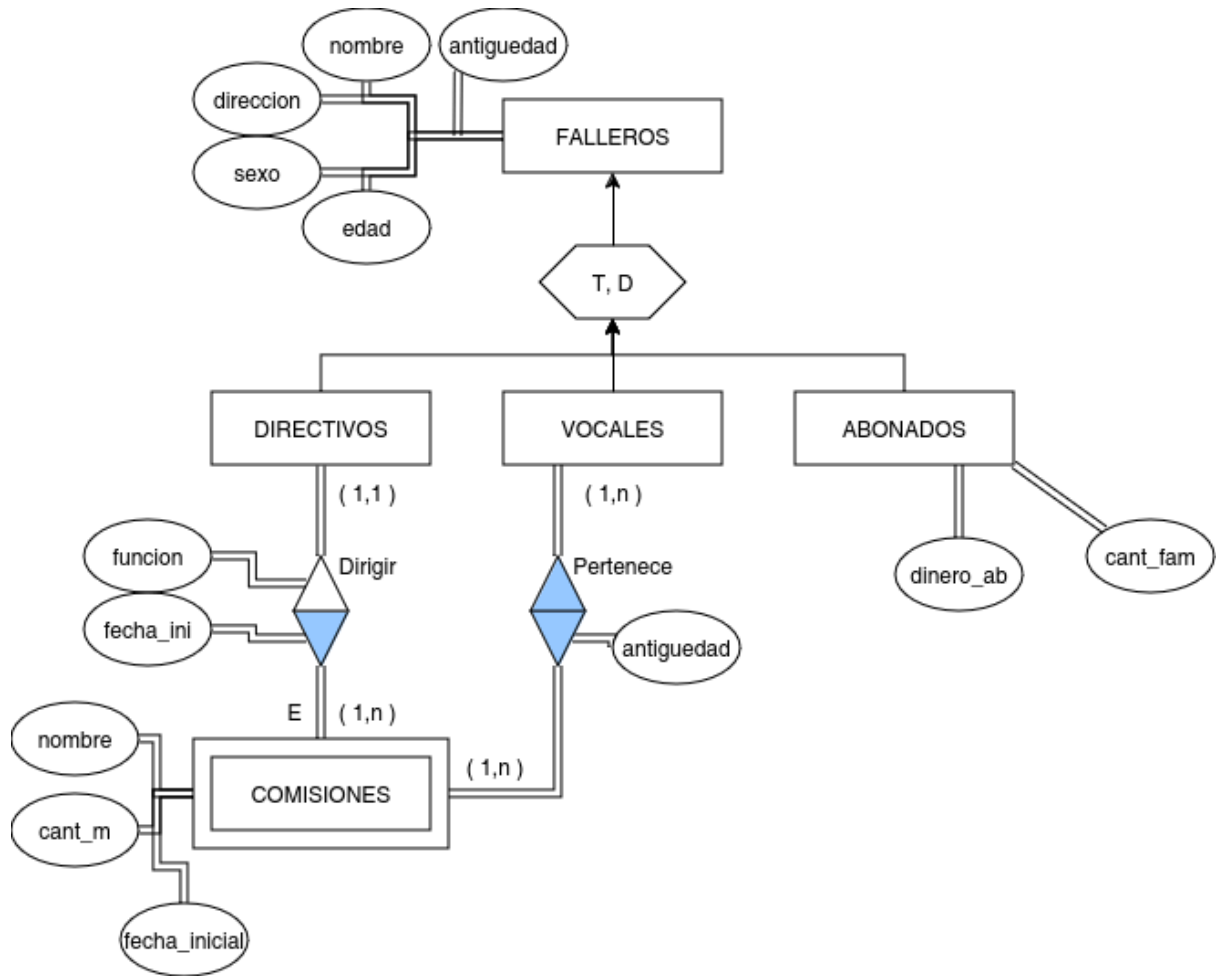 nombre
antiguedad
direccion
FALLEROS
sexo
edad
T, D
DIRECTIVOS
VOCALES
ABONADOS
( 1,1 )
( 1,n )
funcion
Dirigir
Pertenece
cant_fam
dinero_ab
fecha_ini
antiguedad
E
( 1,n )
nombre
( 1,n )
COMISIONES
cant_m
fecha_inicial